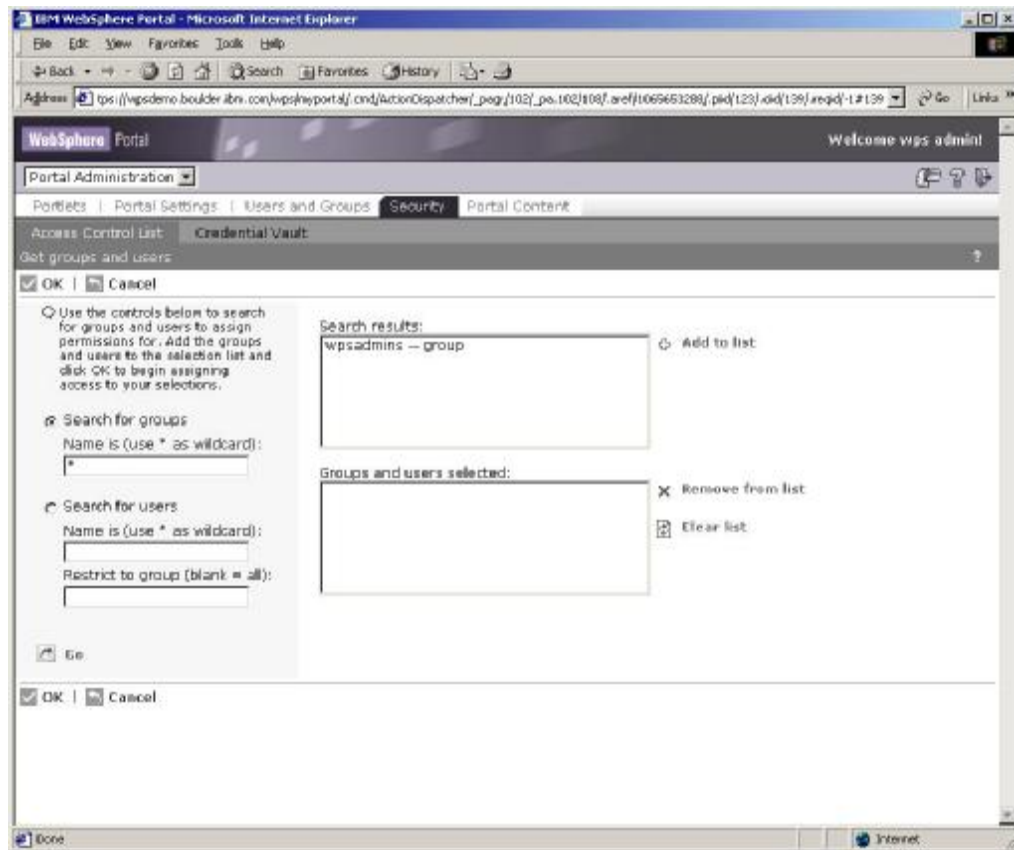 IBM WebSphere Portal - Microsoft Internet Explorer
File Edit View Favorites Tools Help
Back Search Favorites History
Address Go Links
WebSphere Portal Welcome wps admin!
Portal Administration
Portlets | Portal Settings | Users and Groups Security Portal Content
Access Control List Credential Vault
Get groups and users ?
OK | Cancel
Use the controls below to search
for groups and users to assign
permissions for. Add the groups
and users to the selection list and
click OK to begin assigning
access to your selections.
Search for groups
Name is (use * as wildcard):
*
Search for users
Name is (use * as wildcard):
Restrict to group (blank = all):
Go
Search results:
wpsadmins -- group
Add to list
Groups and users selected:
Remove from list
Clear list
OK | Cancel
Done Internet